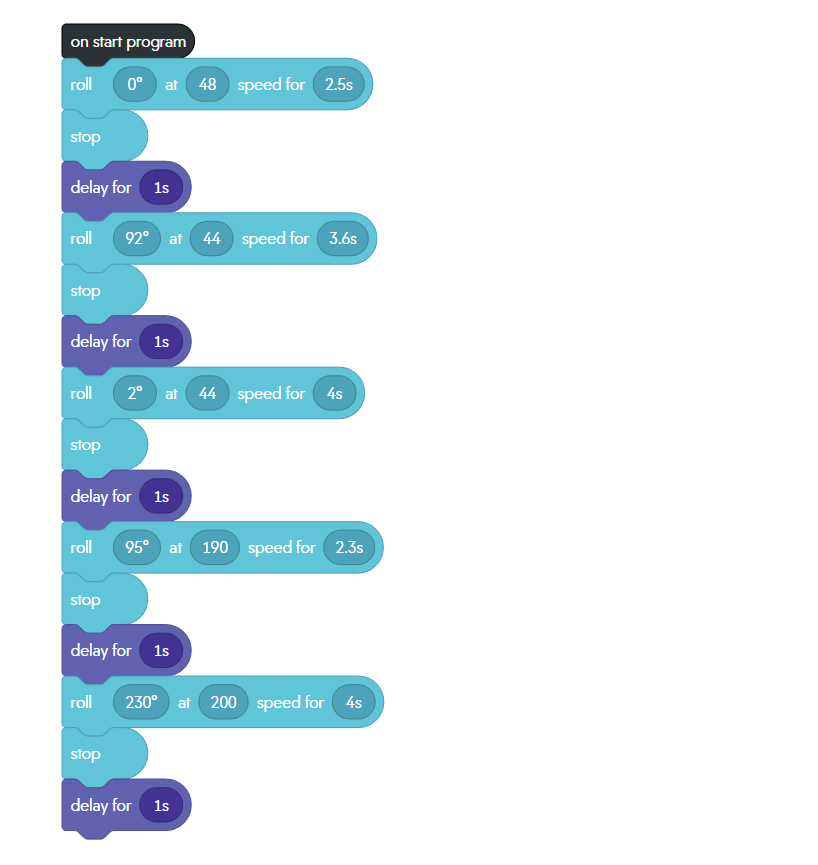 on start program
roll 0° at 48 speed for 2.5s
stop
delay for 1s
roll 92° at 44 speed for 3.6s
stop
delay for 1s
roll 2° at 44 speed for 4s
stop
delay for 1s
roll 95° at 190 speed for 2.3s
stop
delay for 1s
roll 230° at 200 speed for 4s
stop
delay for 1s